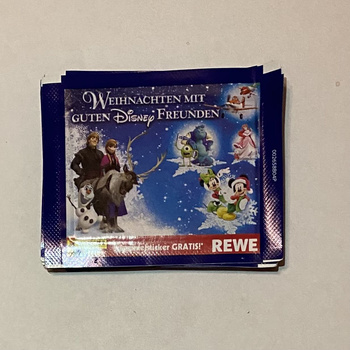 WEIHNACHTEN MIT
GUTEN Disney FREUNDEN
GRATIS!*
REWE